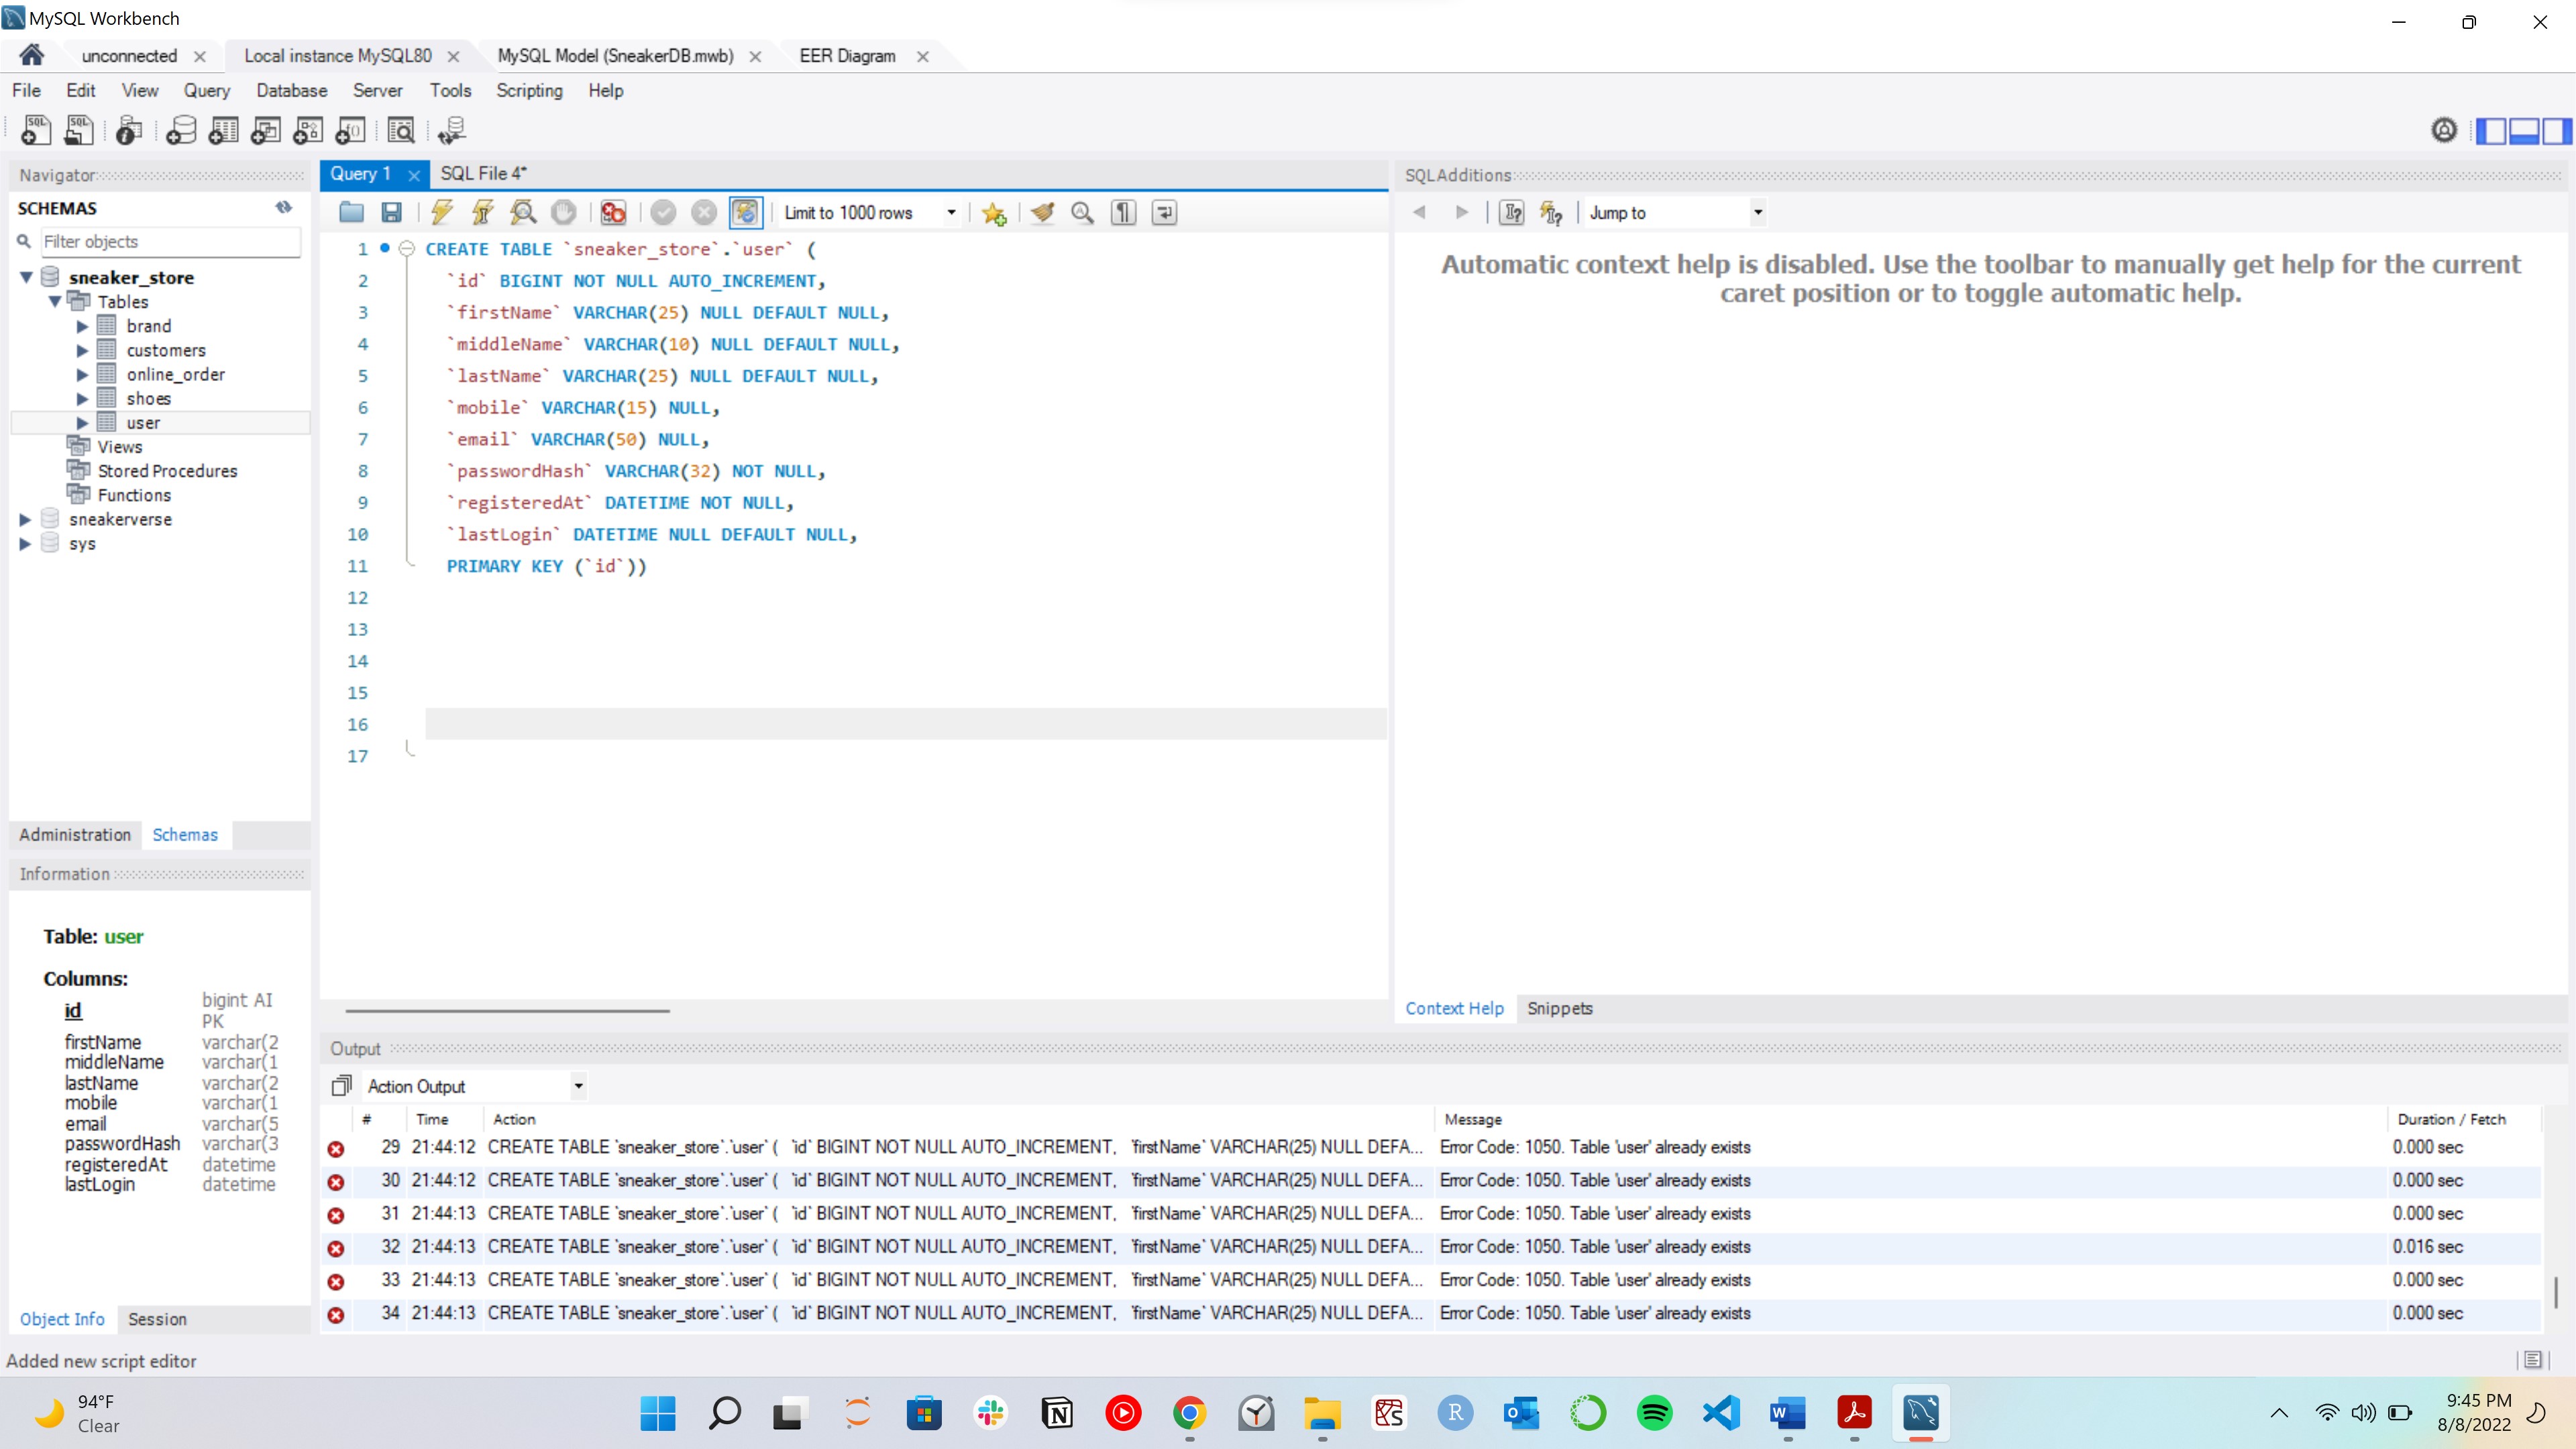 MySQL Workbench
unconnected
Local instance MySQL80
MySQL Model (SneakerDB.mwb)
EER Diagram
File Edit View Query Database Server Tools Scripting Help
Navigator
SCHEMAS
Filter objects
sneaker_store
Tables
brand
customers
online_order
shoes
user
Views
Stored Procedures
Functions
sneakerverse
sys
Administration Schemas
Information
Table: user
Columns:
id bigint AI PK
firstName varchar(2
middleName varchar(1
lastName varchar(2
mobile varchar(1
email varchar(5
passwordHash varchar(3
registeredAt datetime
lastLogin datetime
Object Info Session
Query 1 SQL File 4*
Limit to 1000 rows
1 CREATE TABLE `sneaker_store`.`user` (
2 `id` BIGINT NOT NULL AUTO_INCREMENT,
3 `firstName` VARCHAR(25) NULL DEFAULT NULL,
4 `middleName` VARCHAR(10) NULL DEFAULT NULL,
5 `lastName` VARCHAR(25) NULL DEFAULT NULL,
6 `mobile` VARCHAR(15) NULL,
7 `email` VARCHAR(50) NULL,
8 `passwordHash` VARCHAR(32) NOT NULL,
9 `registeredAt` DATETIME NOT NULL,
10 `lastLogin` DATETIME NULL DEFAULT NULL,
11 PRIMARY KEY (`id`))
12
13
14
15
16
17
SQLAdditions
Jump to
Automatic context help is disabled. Use the toolbar to manually get help for the current
caret position or to toggle automatic help.
Context Help Snippets
Output
Action Output
# Time Action Message Duration / Fetch
29 21:44:12 CREATE TABLE `sneaker_store`.`user` ( `id` BIGINT NOT NULL AUTO_INCREMENT, `firstName` VARCHAR(25) NULL DEFA... Error Code: 1050. Table 'user' already exists 0.000 sec
30 21:44:12 CREATE TABLE `sneaker_store`.`user` ( `id` BIGINT NOT NULL AUTO_INCREMENT, `firstName` VARCHAR(25) NULL DEFA... Error Code: 1050. Table 'user' already exists 0.000 sec
31 21:44:13 CREATE TABLE `sneaker_store`.`user` ( `id` BIGINT NOT NULL AUTO_INCREMENT, `firstName` VARCHAR(25) NULL DEFA... Error Code: 1050. Table 'user' already exists 0.000 sec
32 21:44:13 CREATE TABLE `sneaker_store`.`user` ( `id` BIGINT NOT NULL AUTO_INCREMENT, `firstName` VARCHAR(25) NULL DEFA... Error Code: 1050. Table 'user' already exists 0.016 sec
33 21:44:13 CREATE TABLE `sneaker_store`.`user` ( `id` BIGINT NOT NULL AUTO_INCREMENT, `firstName` VARCHAR(25) NULL DEFA... Error Code: 1050. Table 'user' already exists 0.000 sec
34 21:44:13 CREATE TABLE `sneaker_store`.`user` ( `id` BIGINT NOT NULL AUTO_INCREMENT, `firstName` VARCHAR(25) NULL DEFA... Error Code: 1050. Table 'user' already exists 0.000 sec
Added new script editor
94°F
Clear
9:45 PM
8/8/2022